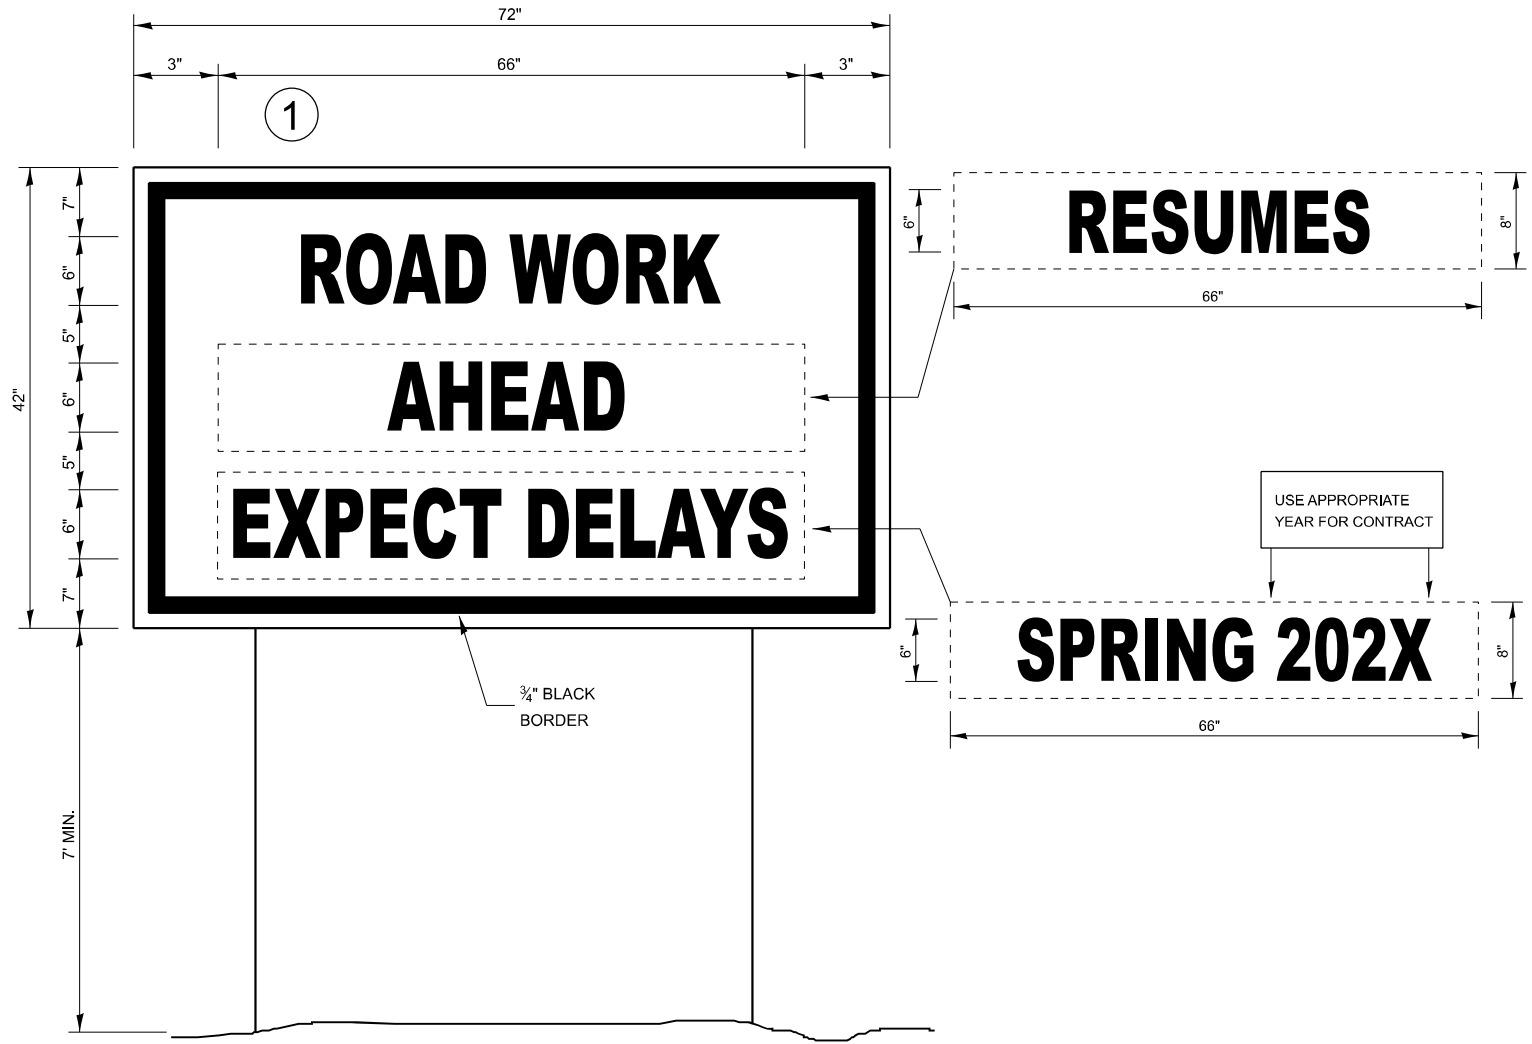 72"
3" 66" 3"
1
42"
7"
6"
5"
6"
5"
6"
7"
7' MIN.
ROAD WORK
AHEAD
EXPECT DELAYS
¾" BLACK
BORDER
6"
RESUMES
8"
66"
USE APPROPRIATE
YEAR FOR CONTRACT
6"
SPRING 202X
8"
66"